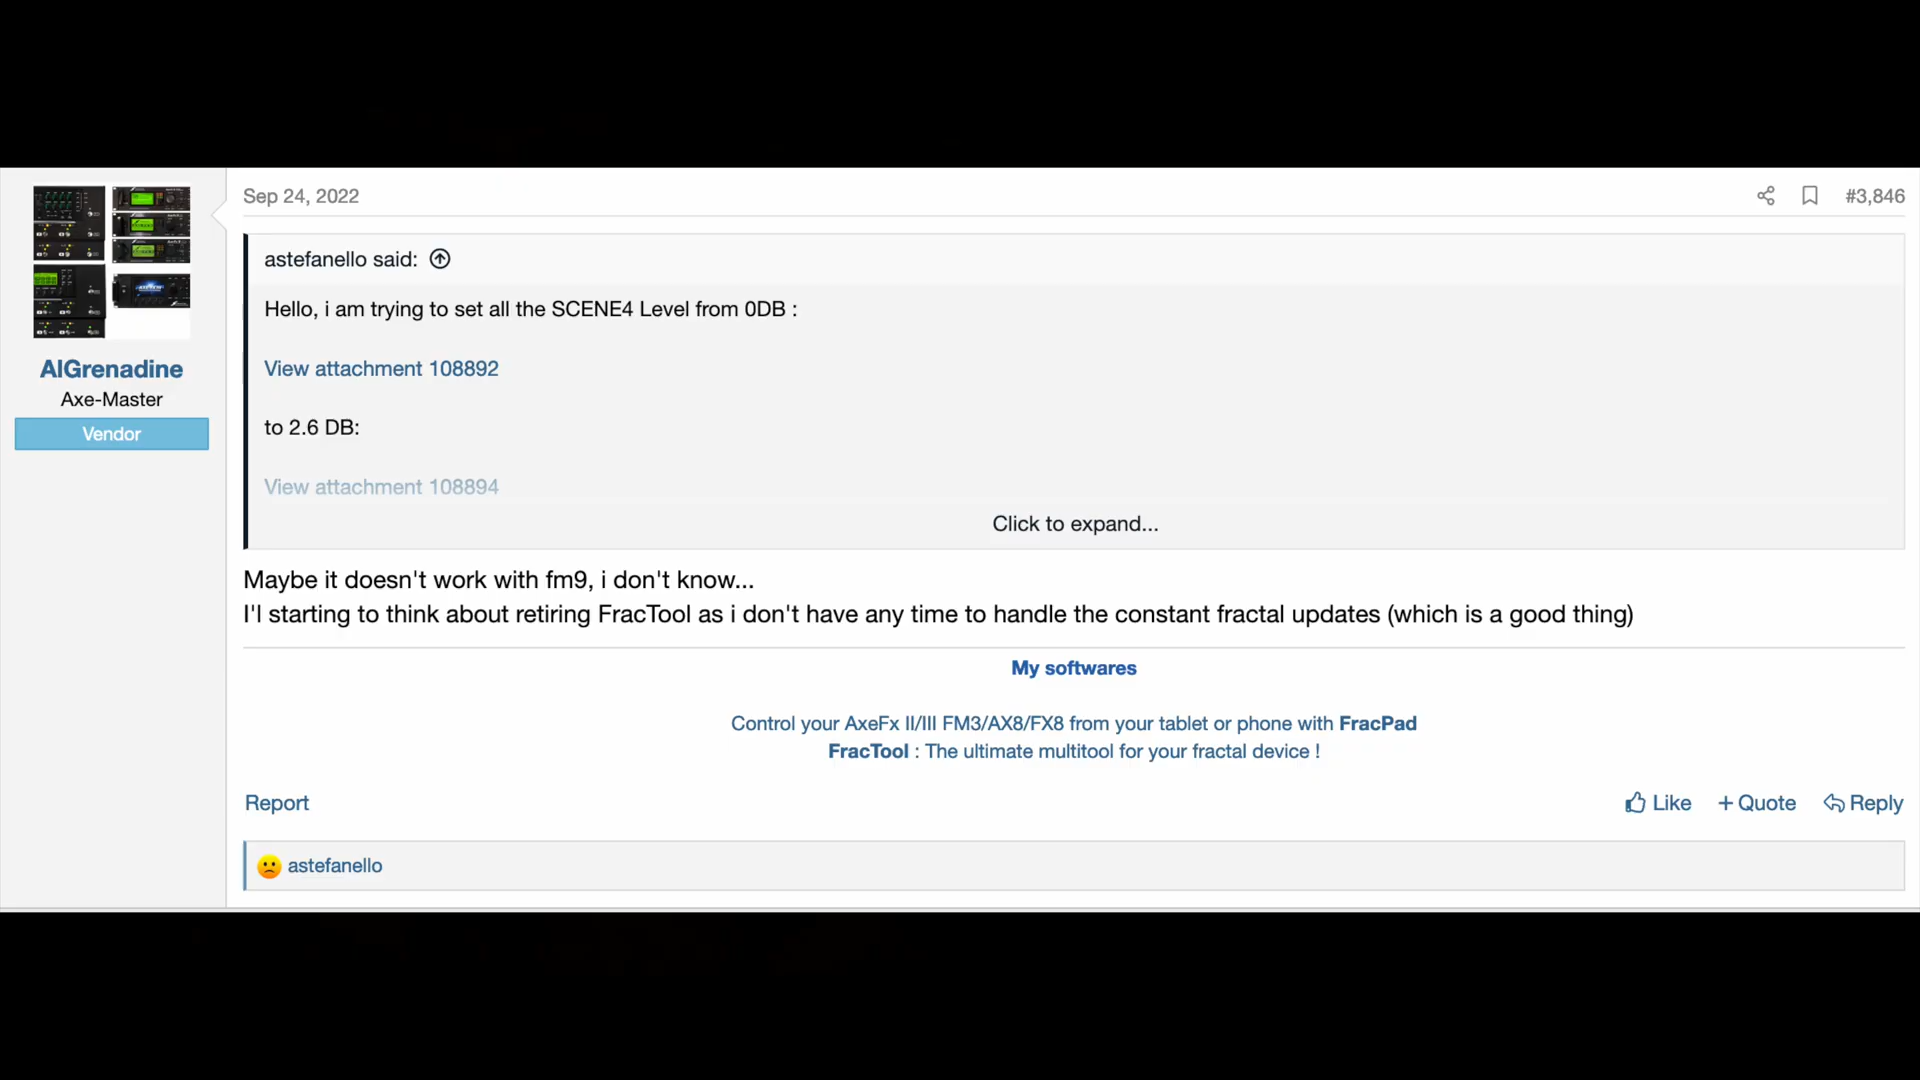 Sep 24, 2022
#3,846
astefanello said:
Hello, i am trying to set all the SCENE4 Level from 0DB :
View attachment 108892
to 2.6 DB:
View attachment 108894
Click to expand...
AlGrenadine
Axe-Master
Vendor
Maybe it doesn't work with fm9, i don't know...
I'l starting to think about retiring FracTool as i don't have any time to handle the constant fractal updates (which is a good thing)
My softwares
Control your AxeFx II/III FM3/AX8/FX8 from your tablet or phone with FracPad
FracTool : The ultimate multitool for your fractal device !
Report
Like
+ Quote
Reply
astefanello